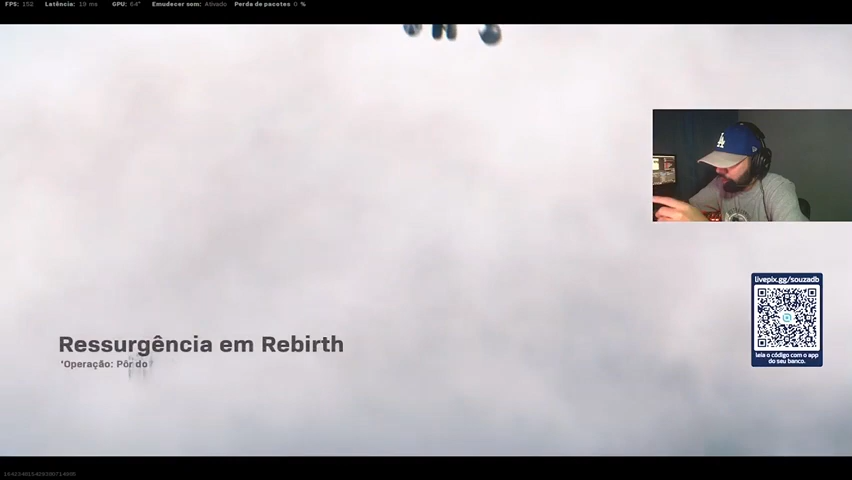 FPS: 152 Latência: 19 ms GPU: 64° Emudecer som: Ativado Perda de pacotes 0 %
livepix.gg/souzadb
leia o código com o app
do seu banco.
Ressurgência em Rebirth
'Operação: Pôr do